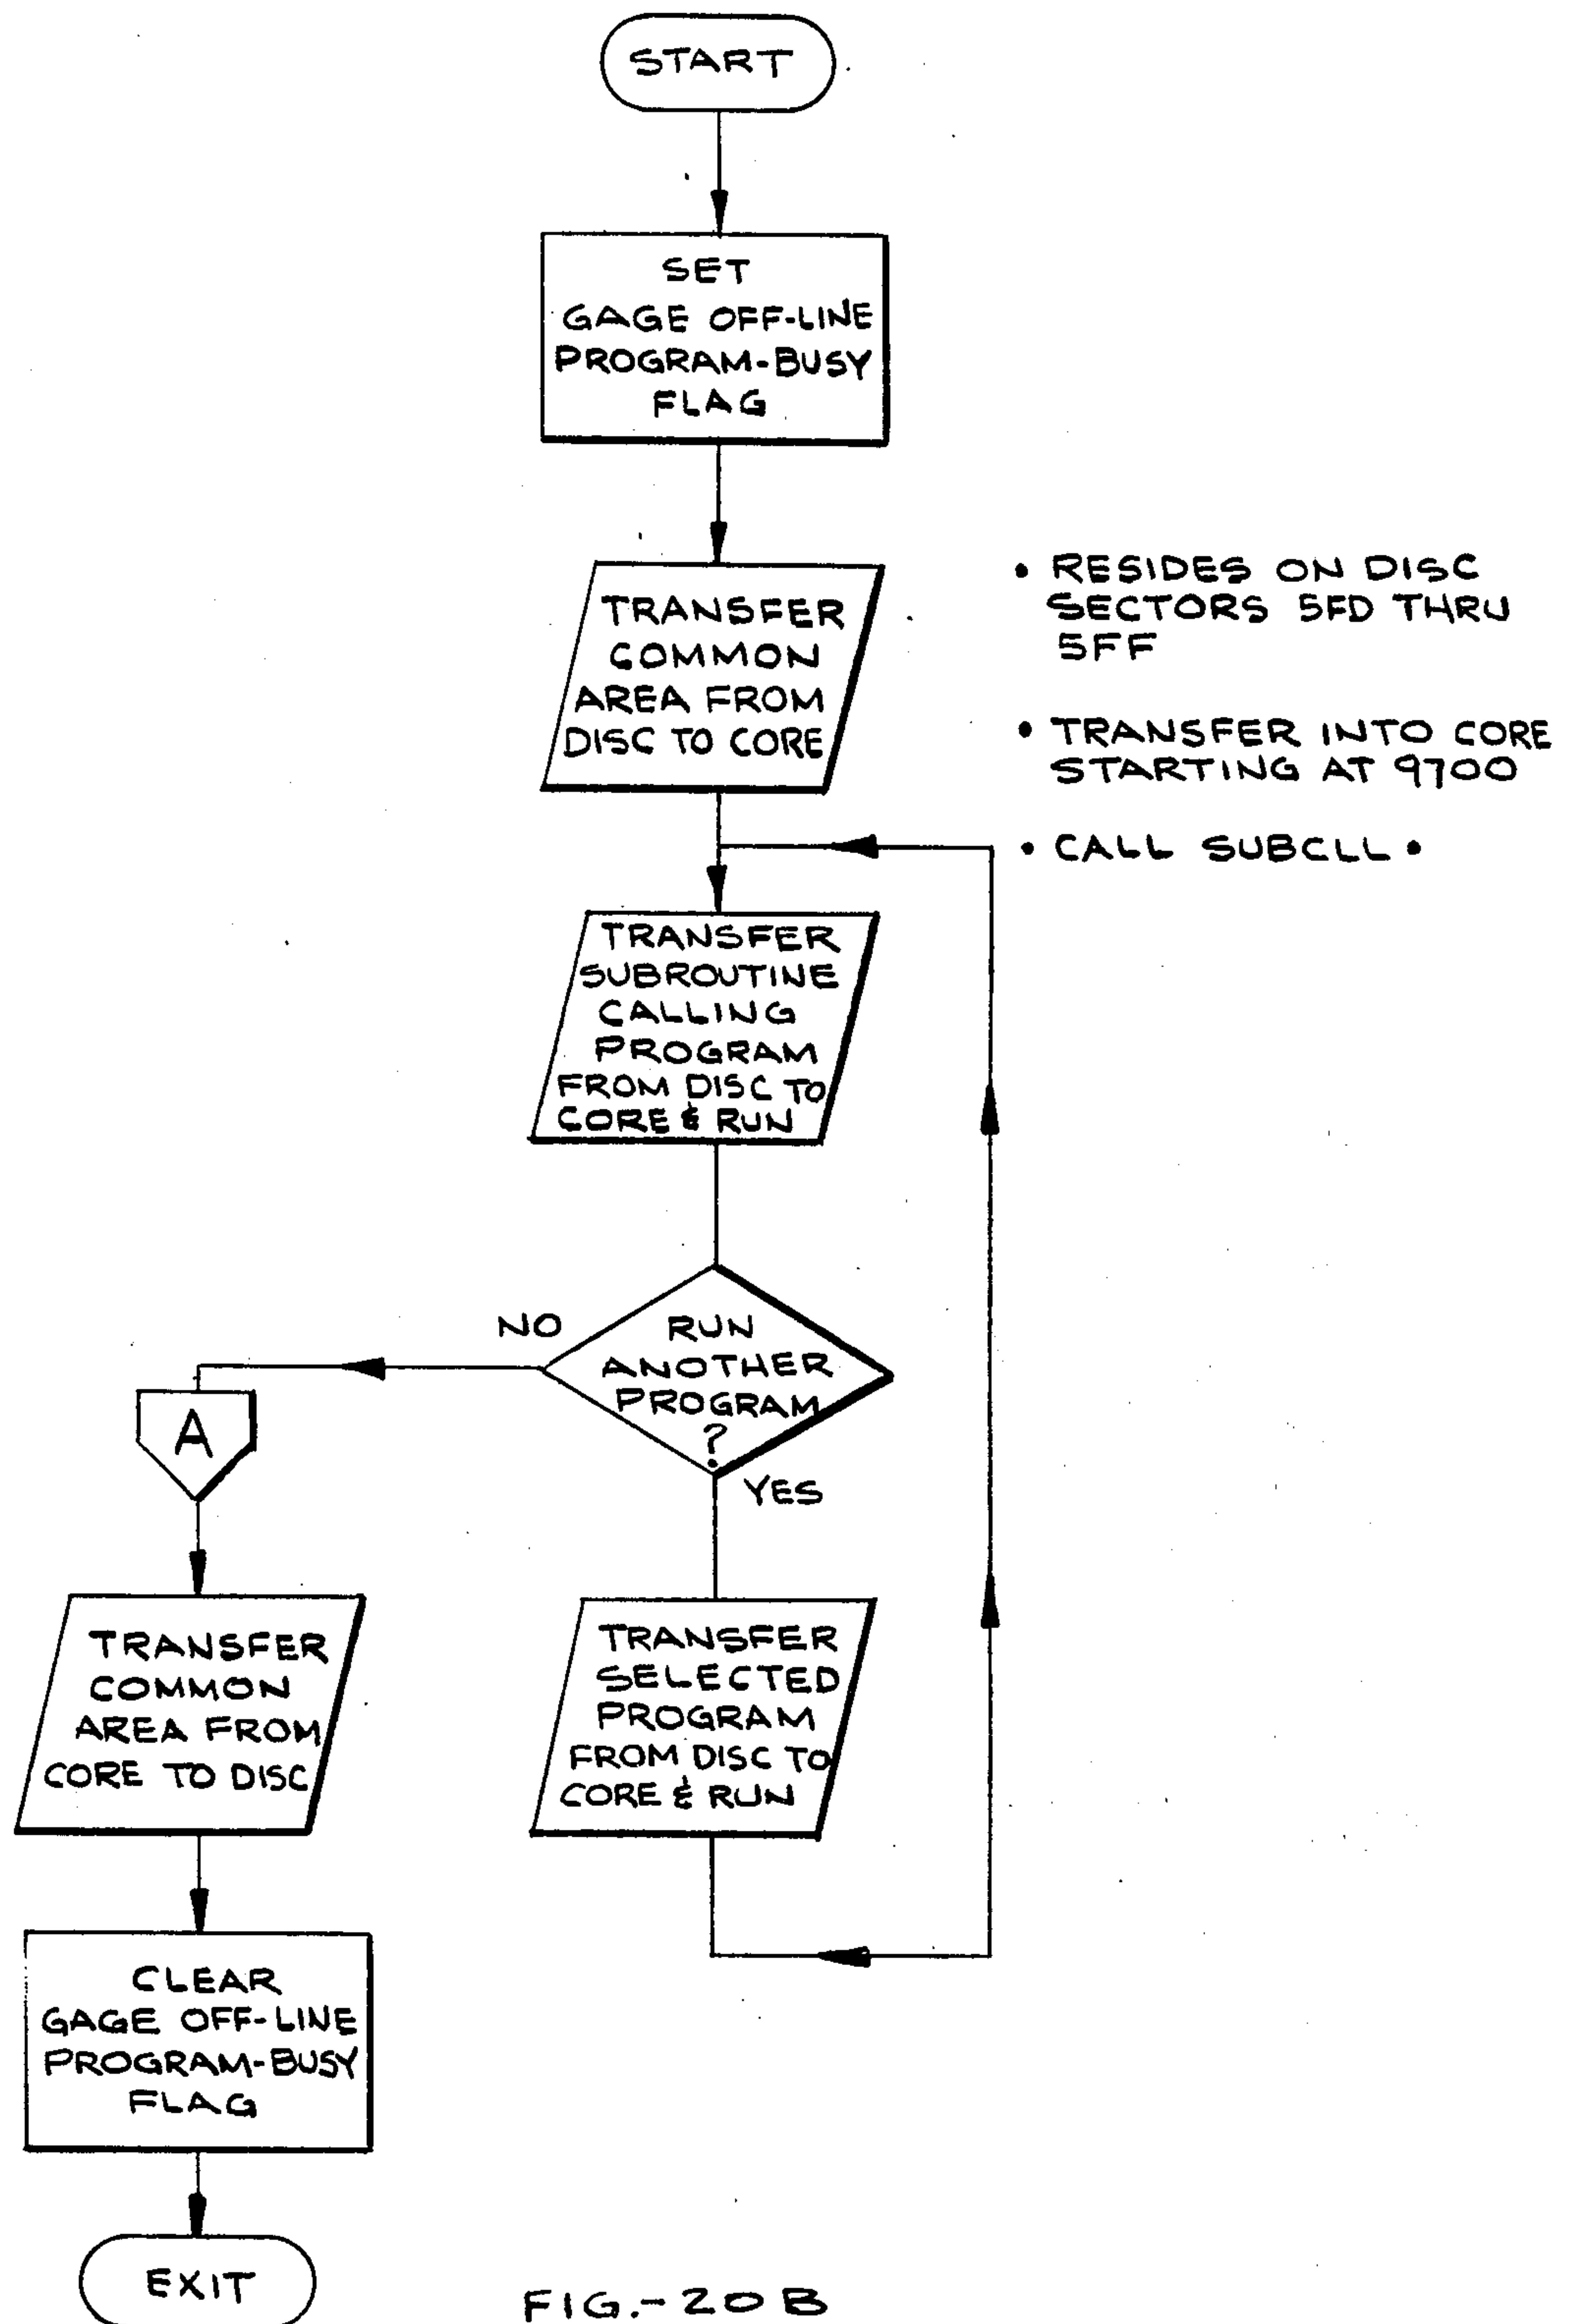 START
SET
GAGE OFF-LINE
PROGRAM-BUSY
FLAG
TRANSFER
COMMON
AREA FROM
DISC TO CORE
• RESIDES ON DISC
SECTORS 5FD THRU
5FF
• TRANSFER INTO CORE
STARTING AT 9700
• CALL SUBCLL •
TRANSFER
SUBROUTINE
CALLING
PROGRAM
FROM DISC TO
CORE & RUN
NO
RUN
ANOTHER
PROGRAM
?
YES
A
TRANSFER
COMMON
AREA FROM
CORE TO DISC
TRANSFER
SELECTED
PROGRAM
FROM DISC TO
CORE & RUN
CLEAR
GAGE OFF-LINE
PROGRAM-BUSY
FLAG
EXIT
FIG.-20B